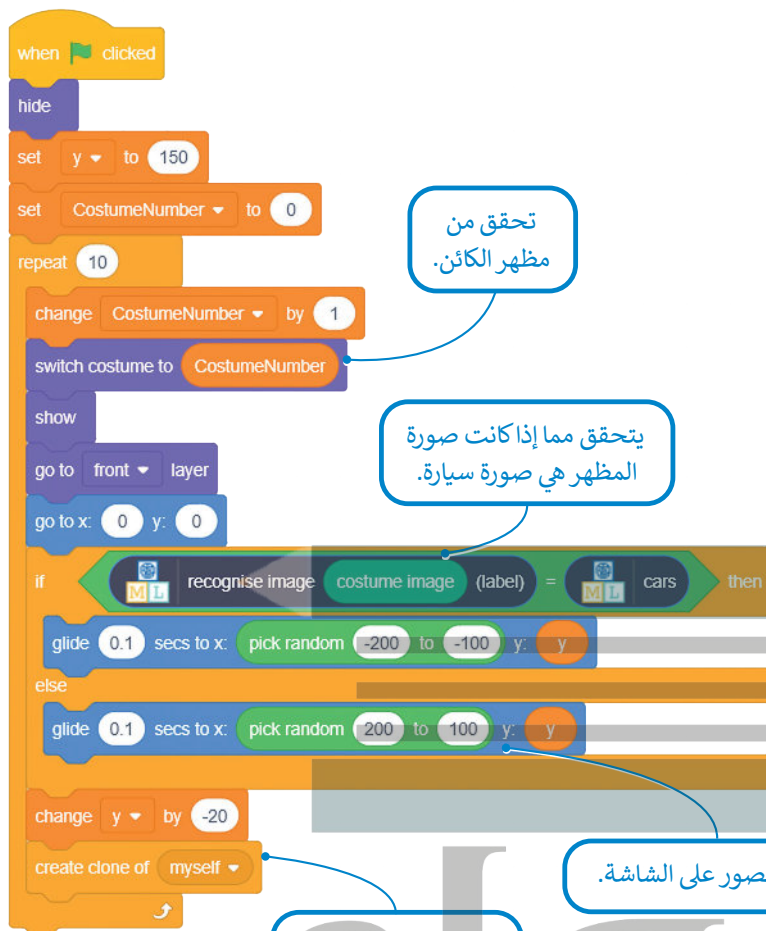 when clicked
hide
set y to 150
set CostumeNumber to 0
تحقق من
مظهر الكائن.
repeat 10
change CostumeNumber by 1
switch costume to CostumeNumber
show
يتحقق مما إذا كانت صورة
المظهر هي صورة سيارة.
go to front layer
go to x: 0 y: 0
if ML recognise image costume image (label) = ML cars then
glide 0.1 secs to x: pick random -200 to -100 y: y
else
glide 0.1 secs to x: pick random 200 to 100 y: y
change y by -20
create clone of myself
صور على الشاشة.